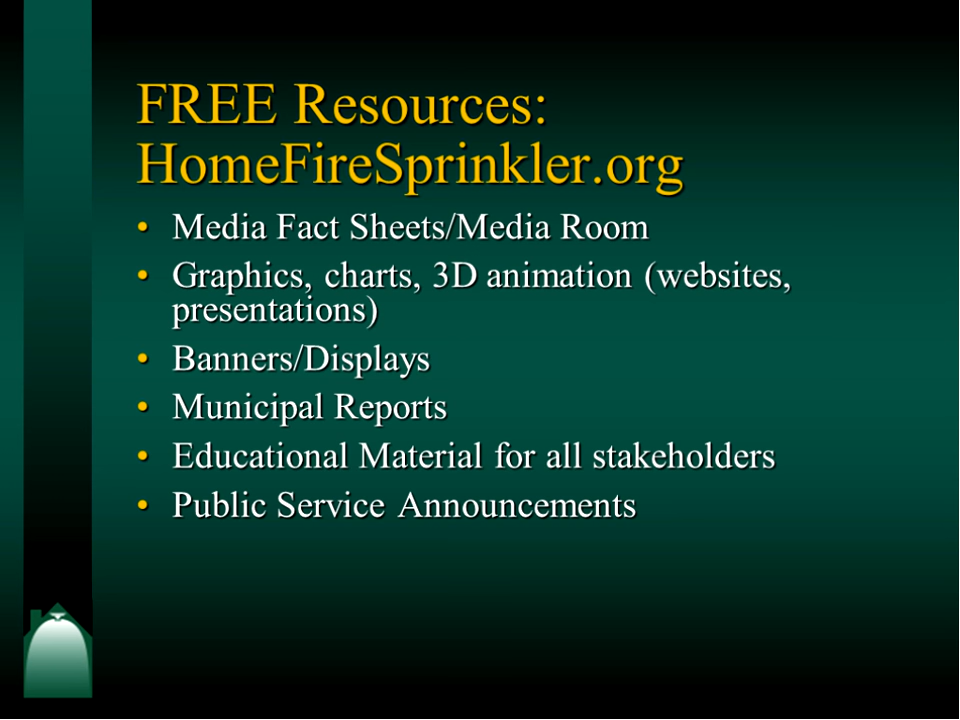 FREE Resources:
HomeFireSprinkler.org
• Media Fact Sheets/Media Room
• Graphics, charts, 3D animation (websites,
presentations)
• Banners/Displays
• Municipal Reports
• Educational Material for all stakeholders
• Public Service Announcements